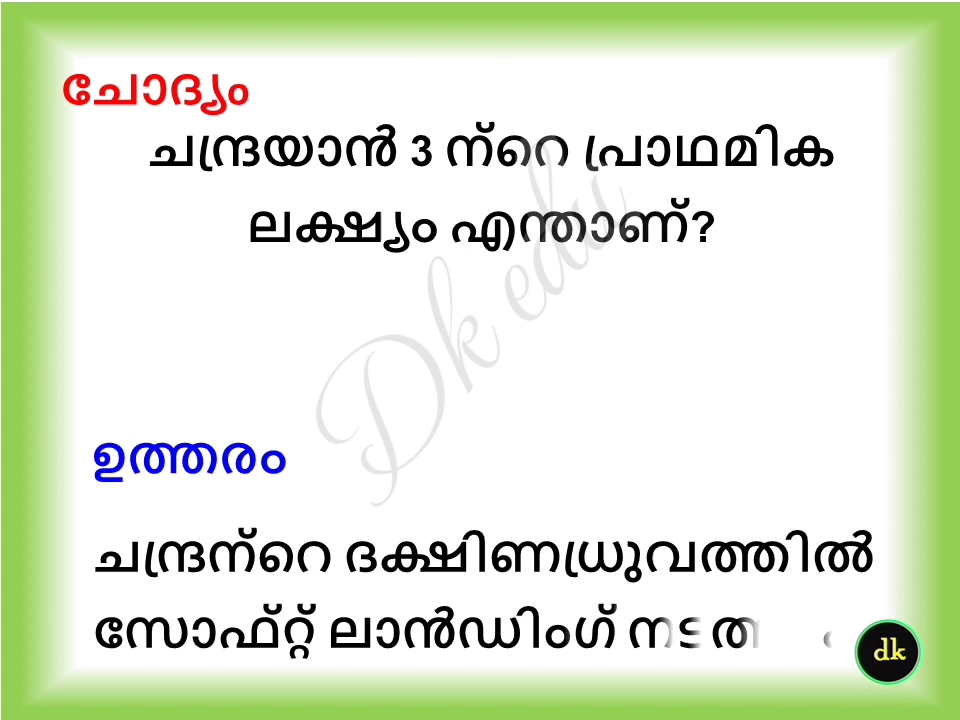 ചോദ്യം
ചന്ദ്രയാൻ 3 ന്റെ പ്രാഥമിക
ലക്ഷ്യം എന്താണ്?
Dk edu
ഉത്തരം
ചന്ദ്രന്റെ ദക്ഷിണധ്രുവത്തിൽ
സോഫ്റ്റ് ലാൻഡിംഗ്
dk